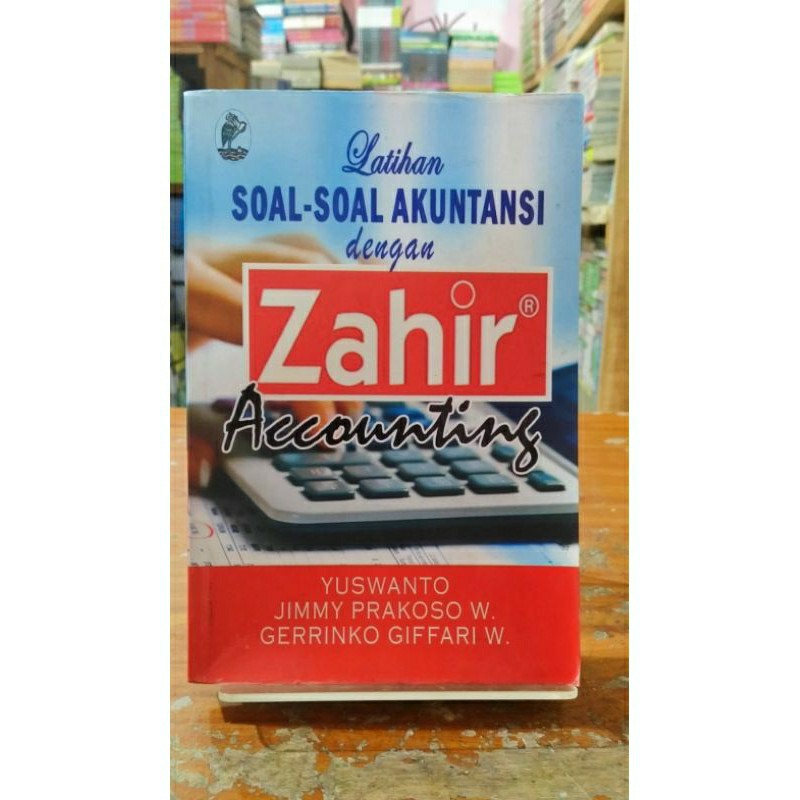 Latihan
SOAL-SOAL AKUNTANSI
dengan
Zahir®
Accounting
YUSWANTO
JIMMY PRAKOSO W.
GERRINKO GIFFARI W.